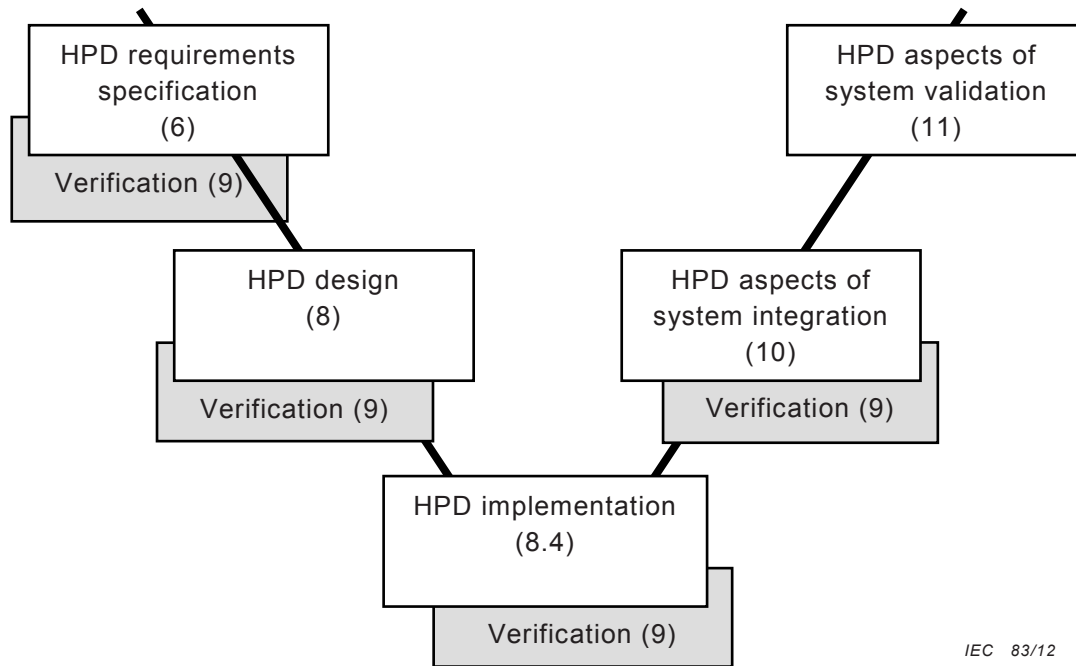 HPD requirements
specification
(6)
Verification (9)
HPD aspects of
system validation
(11)
HPD design
(8)
Verification (9)
HPD aspects of
system integration
(10)
Verification (9)
HPD implementation
(8.4)
Verification (9)
IEC 83/12